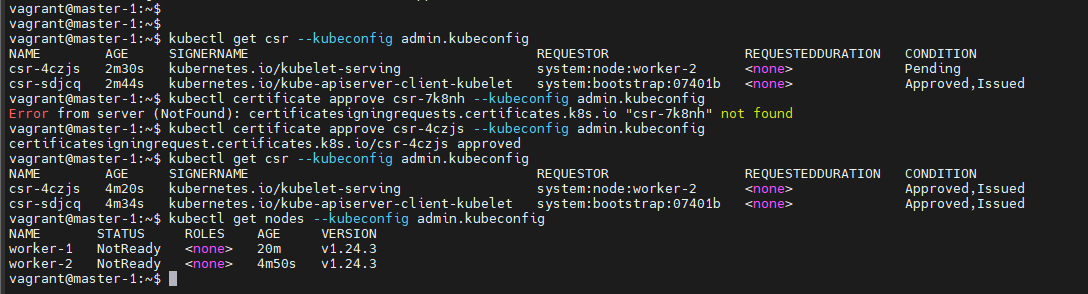 vagrant@master-1:~$
vagrant@master-1:~$
vagrant@master-1:~$ kubectl get csr --kubeconfig admin.kubeconfig
NAME AGE SIGNERNAME REQUESTOR REQUESTEDDURATION CONDITION
csr-4czjs 2m30s kubernetes.io/kubelet-serving system:node:worker-2 <none> Pending
csr-sdjcq 2m44s kubernetes.io/kube-apiserver-client-kubelet system:bootstrap:07401b <none> Approved,Issued
vagrant@master-1:~$ kubectl certificate approve csr-7k8nh --kubeconfig admin.kubeconfig
Error from server (NotFound): certificatesigningrequests.certificates.k8s.io "csr-7k8nh" not found
vagrant@master-1:~$ kubectl certificate approve csr-4czjs --kubeconfig admin.kubeconfig
certificatesigningrequest.certificates.k8s.io/csr-4czjs approved
vagrant@master-1:~$ kubectl get csr --kubeconfig admin.kubeconfig
NAME AGE SIGNERNAME REQUESTOR REQUESTEDDURATION CONDITION
csr-4czjs 4m20s kubernetes.io/kubelet-serving system:node:worker-2 <none> Approved,Issued
csr-sdjcq 4m34s kubernetes.io/kube-apiserver-client-kubelet system:bootstrap:07401b <none> Approved,Issued
vagrant@master-1:~$ kubectl get nodes --kubeconfig admin.kubeconfig
NAME STATUS ROLES AGE VERSION
worker-1 NotReady <none> 20m v1.24.3
worker-2 NotReady <none> 4m50s v1.24.3
vagrant@master-1:~$